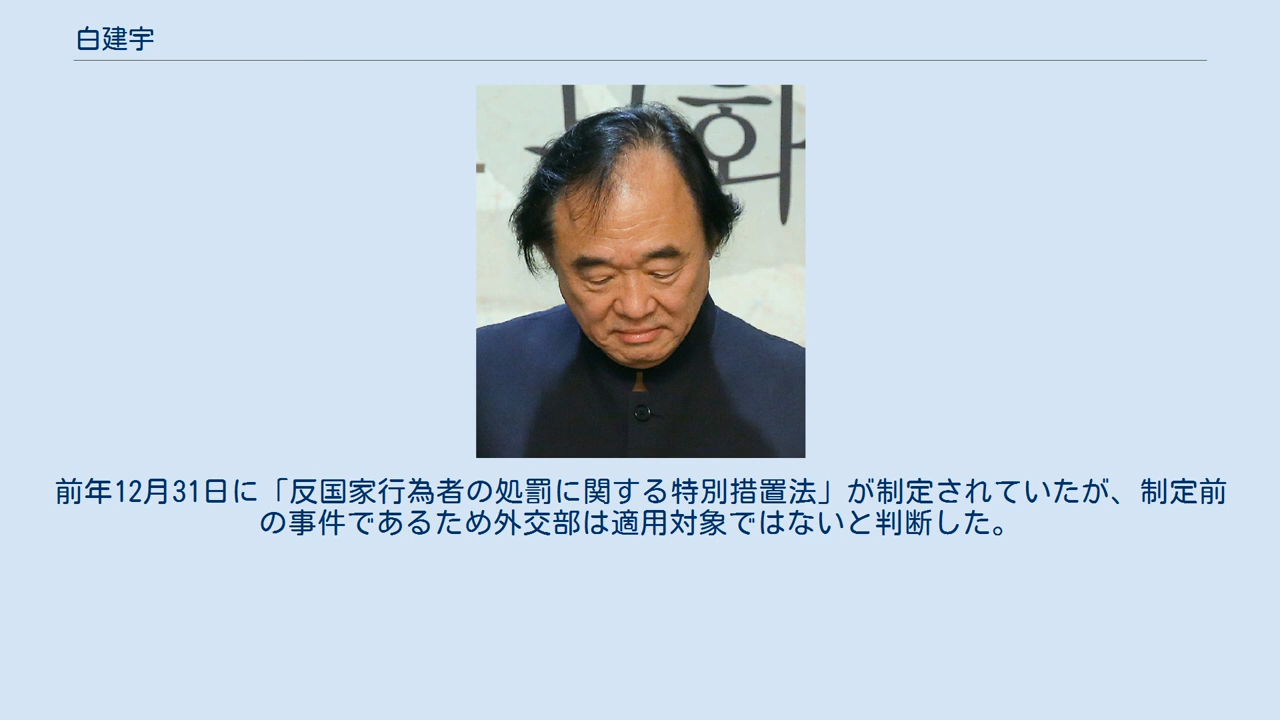 白建宇
화
前年12月31日に「反国家行為者の処罰に関する特別措置法」が制定されていたが、制定前
の事件であるため外交部は適用対象ではないと判断した。